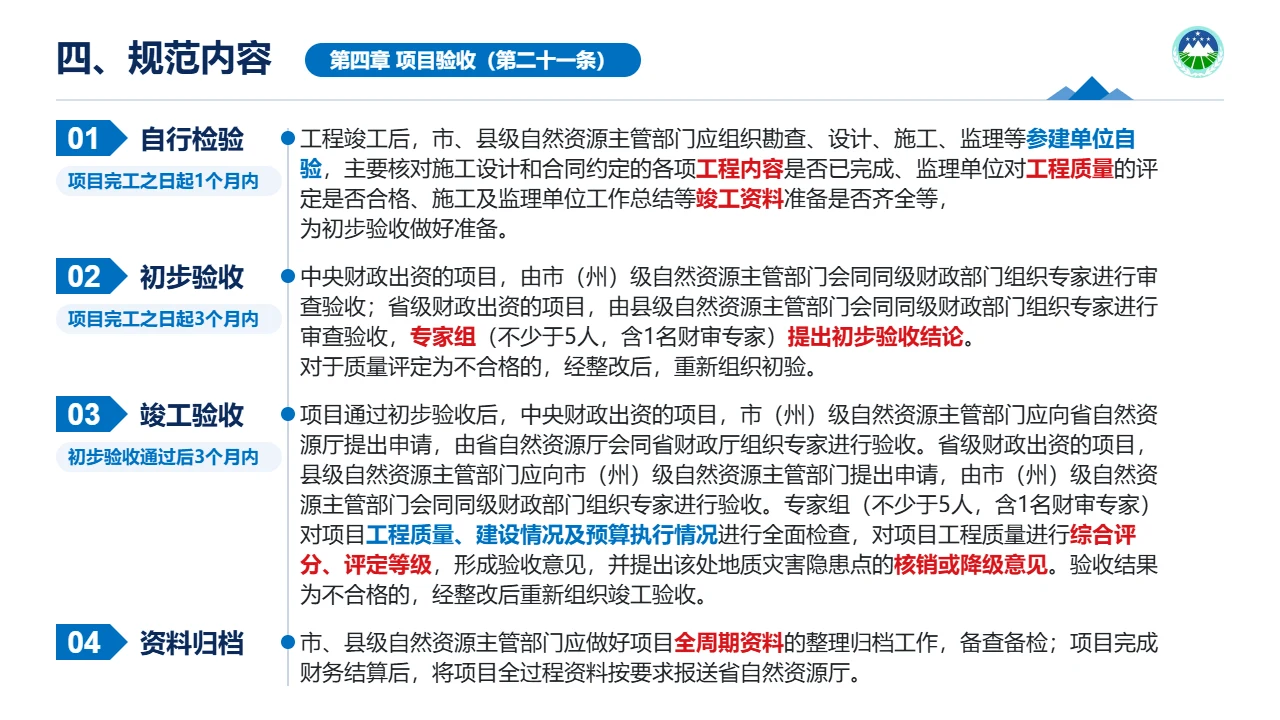 四、规范内容
第四章 项目验收（第二十一条）
01 自行检验
项目完工之日起1个月内
工程竣工后，市、县级自然资源主管部门应组织勘查、设计、施工、监理等参建单位自
验，主要核对施工设计和合同约定的各项工程内容是否已完成、监理单位对工程质量的评
定是否合格、施工及监理单位工作总结等竣工资料准备是否齐全等，
为初步验收做好准备。
02 初步验收
项目完工之日起3个月内
中央财政出资的项目，由市（州）级自然资源主管部门会同同级财政部门组织专家进行审
查验收；省级财政出资的项目，由县级自然资源主管部门会同同级财政部门组织专家进行
审查验收，专家组（不少于5人，含1名财审专家）提出初步验收结论。
对于质量评定为不合格的，经整改后，重新组织初验。
03 竣工验收
初步验收通过后3个月内
项目通过初步验收后，中央财政出资的项目，市（州）级自然资源主管部门应向省自然资
源厅提出申请，由省自然资源厅会同省财政厅组织专家进行验收。省级财政出资的项目，
县级自然资源主管部门应向市（州）级自然资源主管部门提出申请，由市（州）级自然资
源主管部门会同同级财政部门组织专家进行验收。专家组（不少于5人，含1名财审专家）
对项目工程质量、建设情况及预算执行情况进行全面检查，对项目工程质量进行综合评
分、评定等级，形成验收意见，并提出该处地质灾害隐患点的核销或降级意见。验收结果
为不合格的，经整改后重新组织竣工验收。
04 资料归档
市、县级自然资源主管部门应做好项目全周期资料的整理归档工作，备查备检；项目完成
财务结算后，将项目全过程资料按要求报送省自然资源厅。